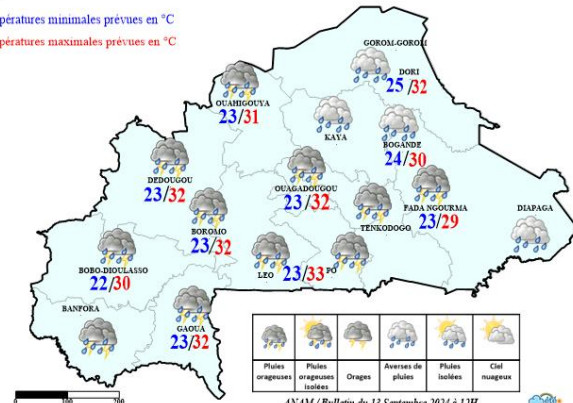 pératures minimales prévues en °C
pératures maximales prévues en °C
GOROM-GOROM
DORI
25/32
OUAHIGOUYA
23/31
KAYA
BOGANDE
24/30
DEDOUGOU
23/32
OUAGADOUGOU
23/32
FADA NGOURMA
23/29
DIAPAGA
BOROMO
23/32
TENKODOGO
BOBO-DIOULASSO
22/30
LEO
23/33
PÔ
BANFORA
GAOUA
23/32
Pluies orageuses
Pluies orageuses isolées
Orages
Averses de pluies
Pluies isolées
Ciel nuageux
ANAM / Bulletin du 13 Septembre 2024 à 12H